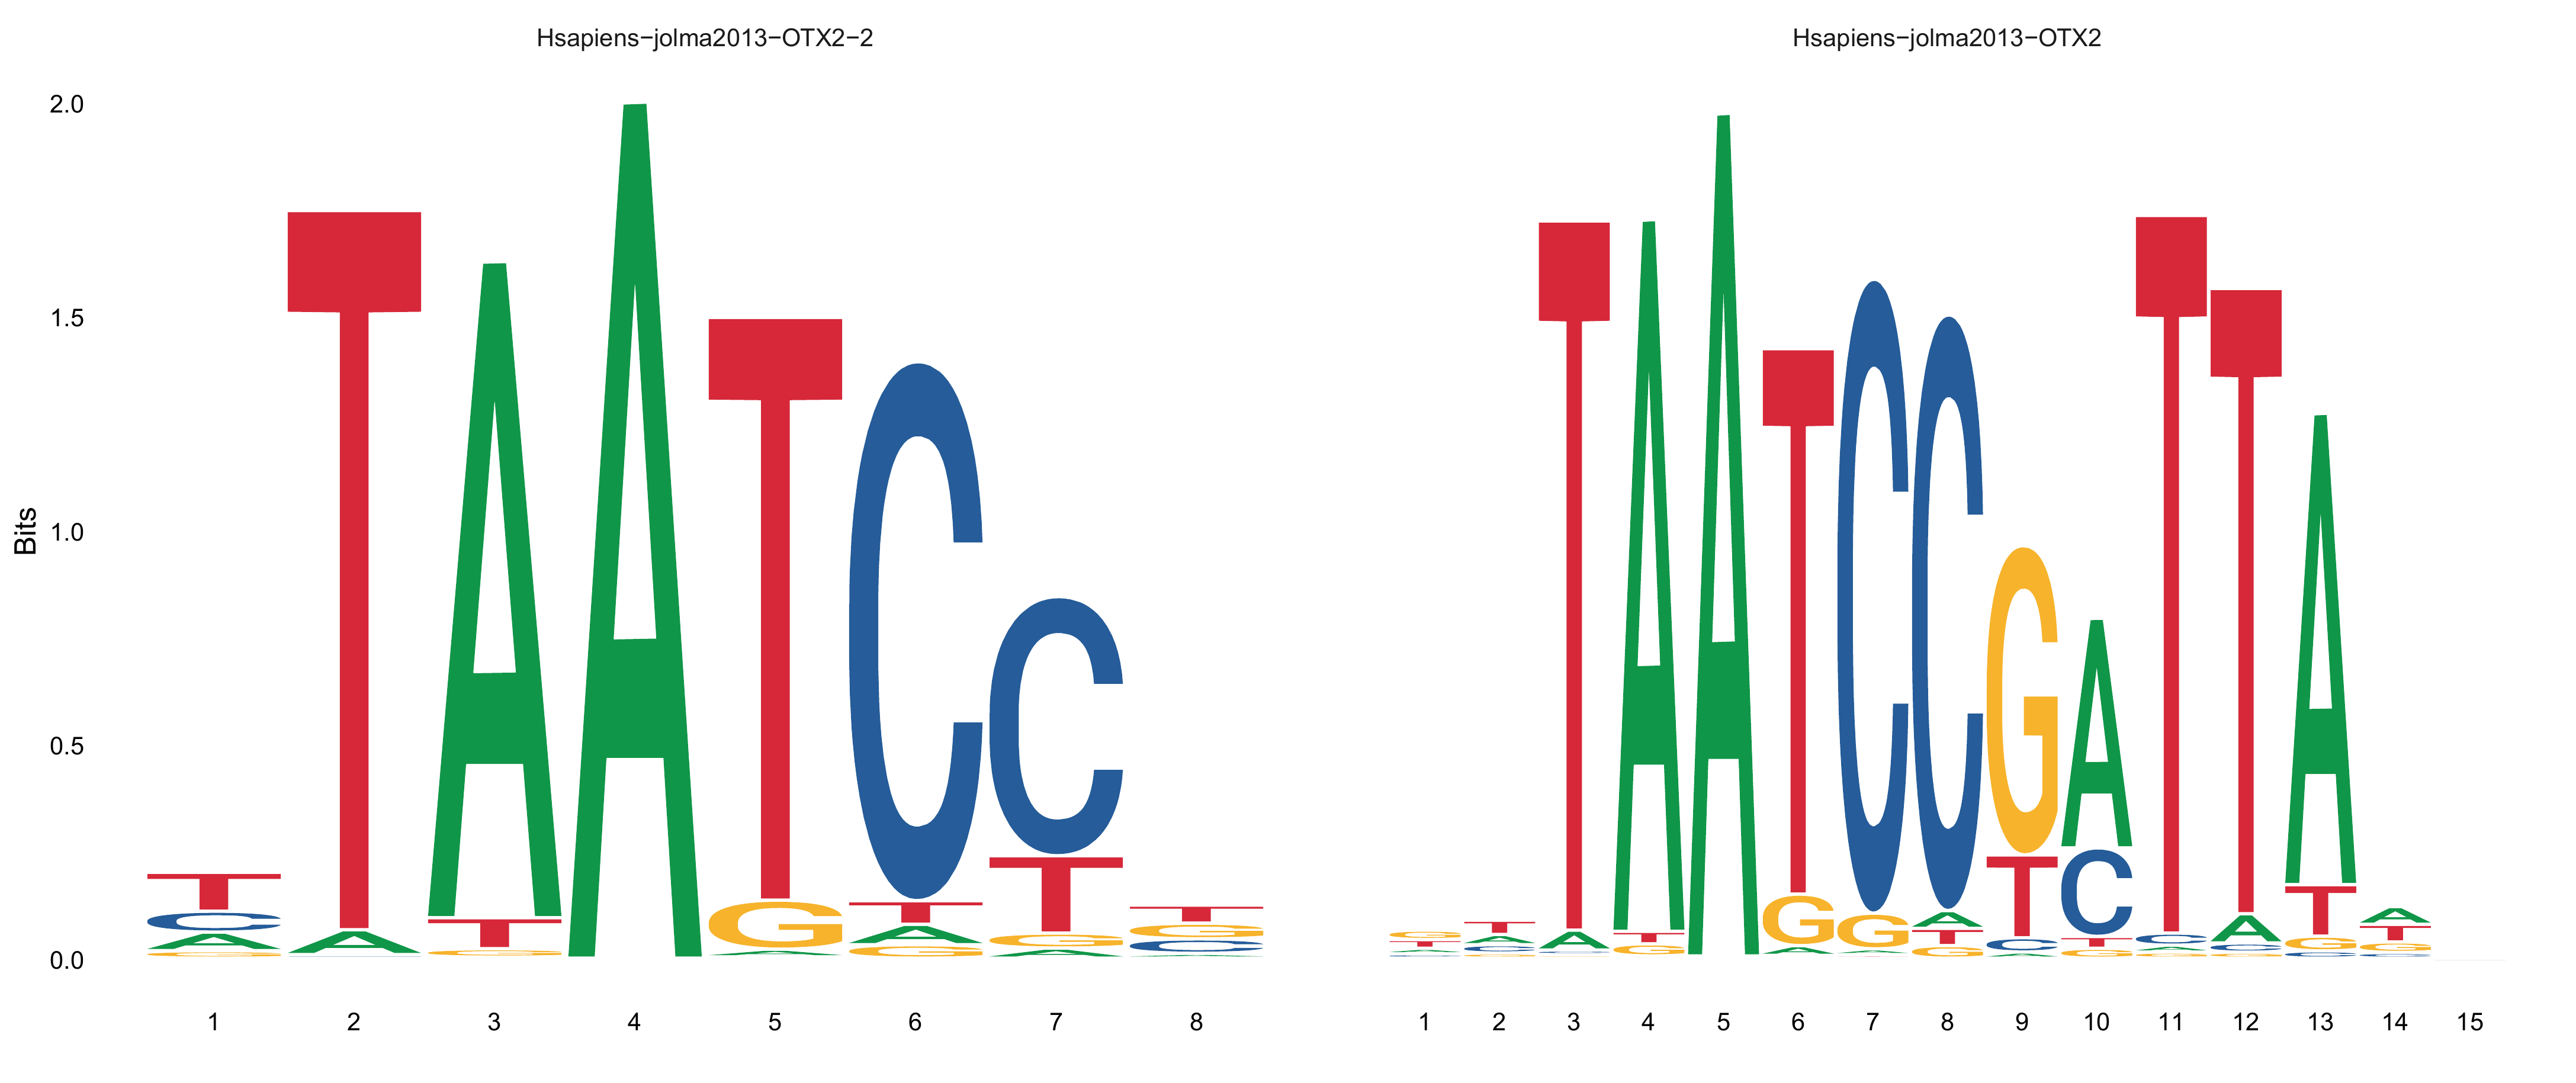 Hsapiens−jolma2013−OTX2−2
Hsapiens−jolma2013−OTX2
Bits
2.0
1.5
1.0
0.5
0.0
T T A A T C C T
C A T G T T G
A G A A G C
G G A A
1 2 3 4 5 6 7 8
G T T A A T C C G A T T A A
T A A T G G A T C C A T T
A C C G A A T C T A C G G
C G G A G C C
1 2 3 4 5 6 7 8 9 10 11 12 13 14 15